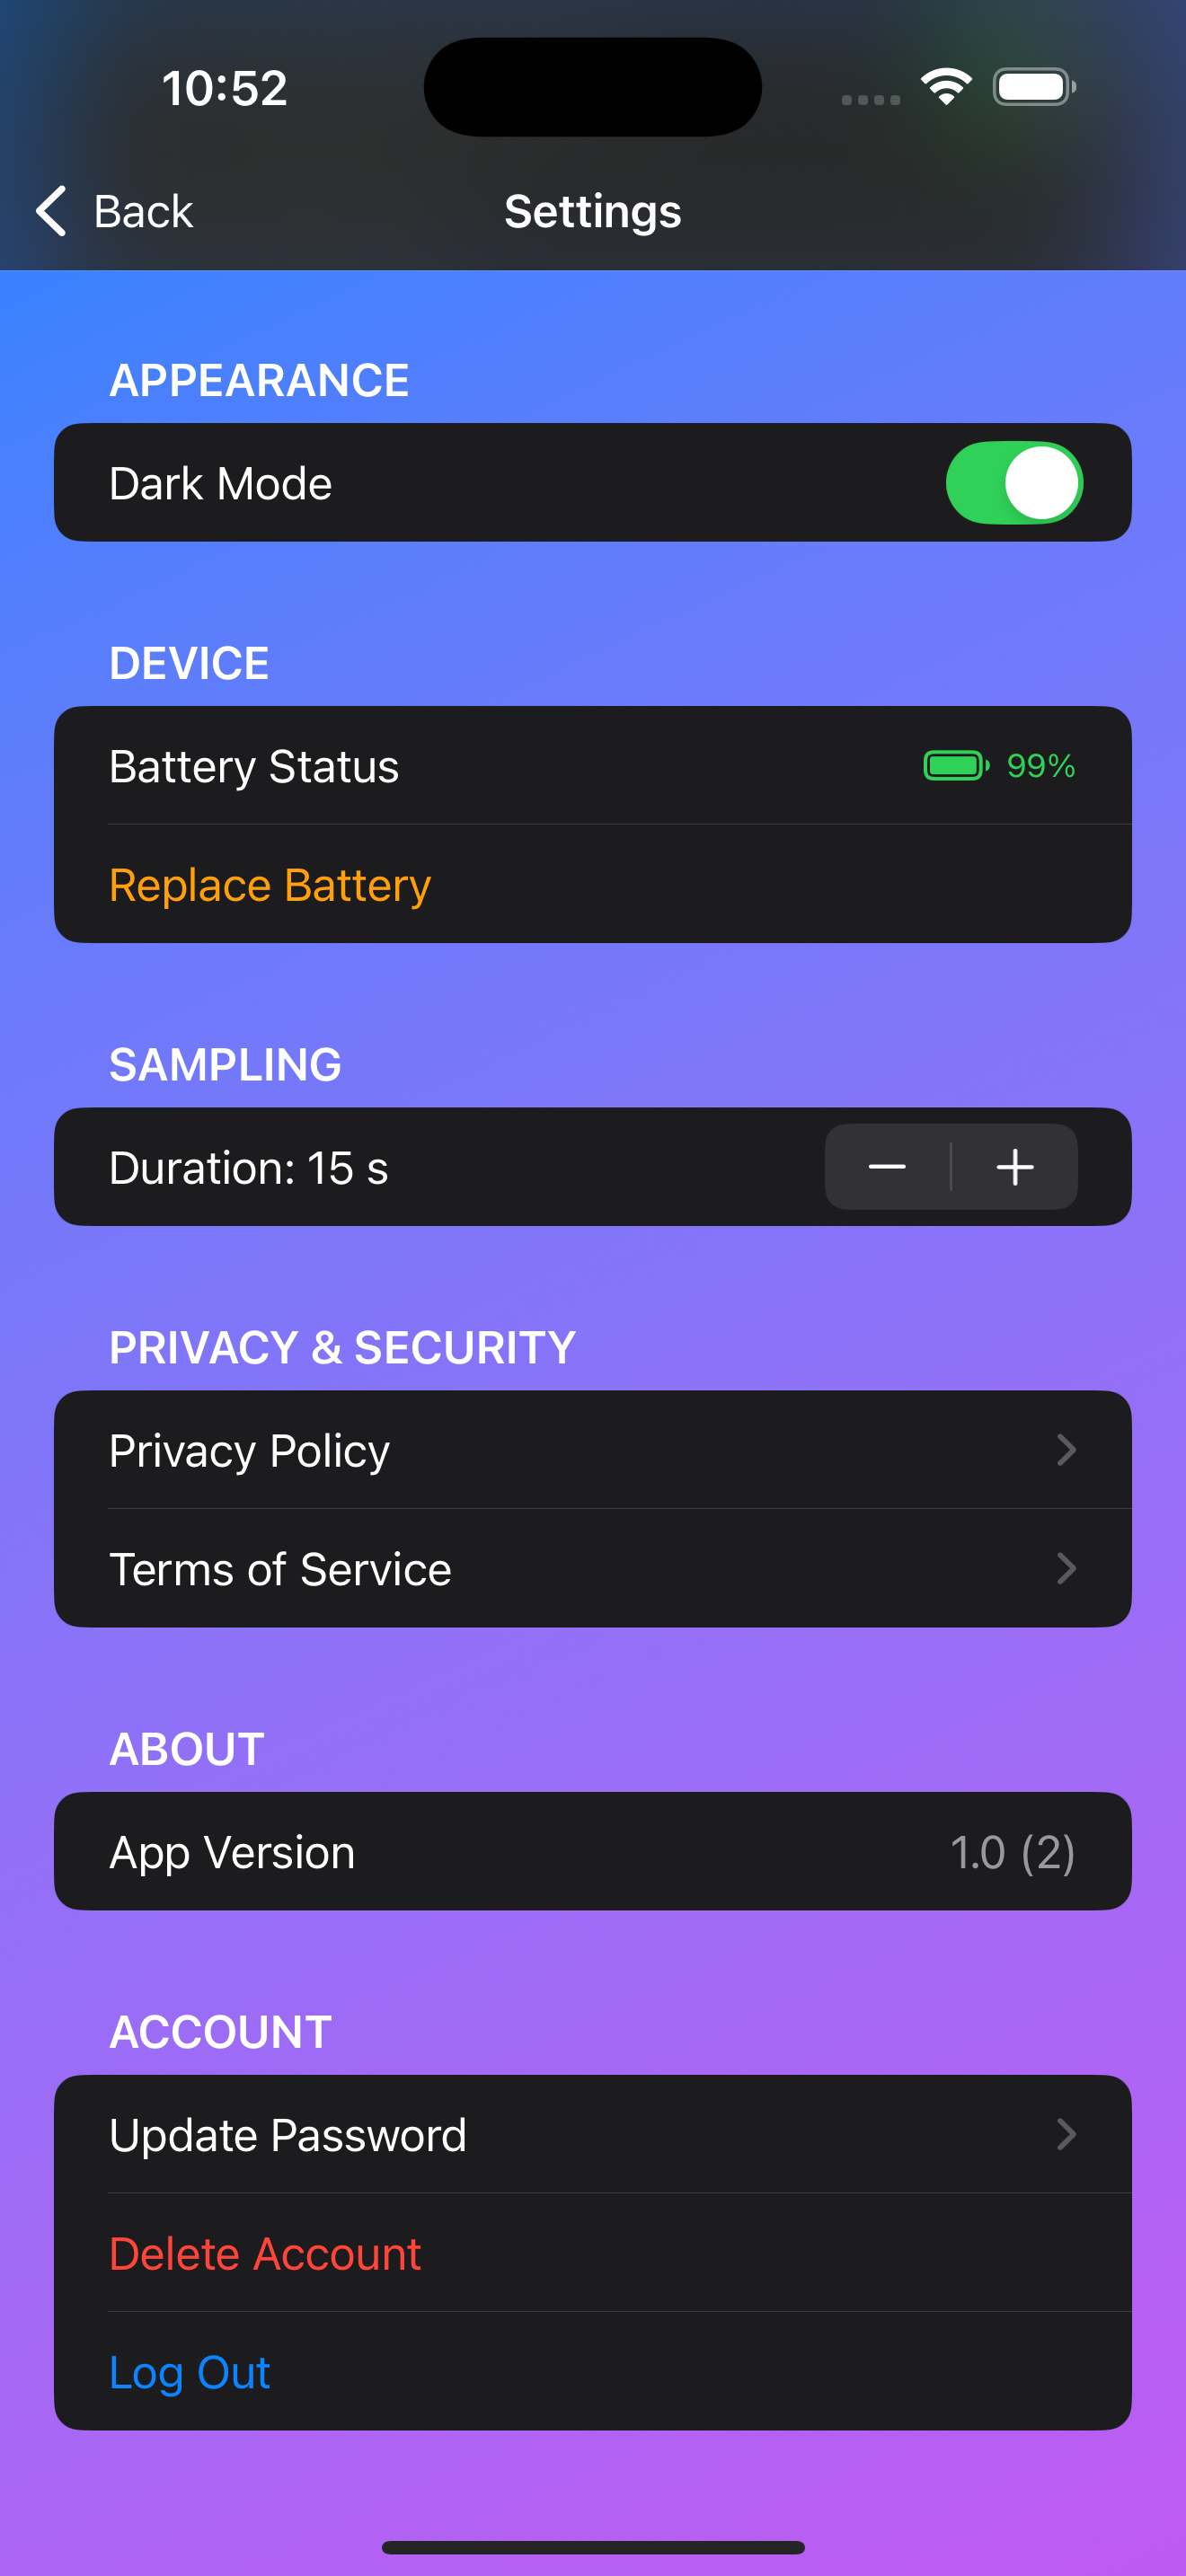 10:52
Back
Settings
APPEARANCE
Dark Mode
DEVICE
Battery Status 99%
Replace Battery
SAMPLING
Duration: 15 s
PRIVACY & SECURITY
Privacy Policy
Terms of Service
ABOUT
App Version 1.0 (2)
ACCOUNT
Update Password
Delete Account
Log Out